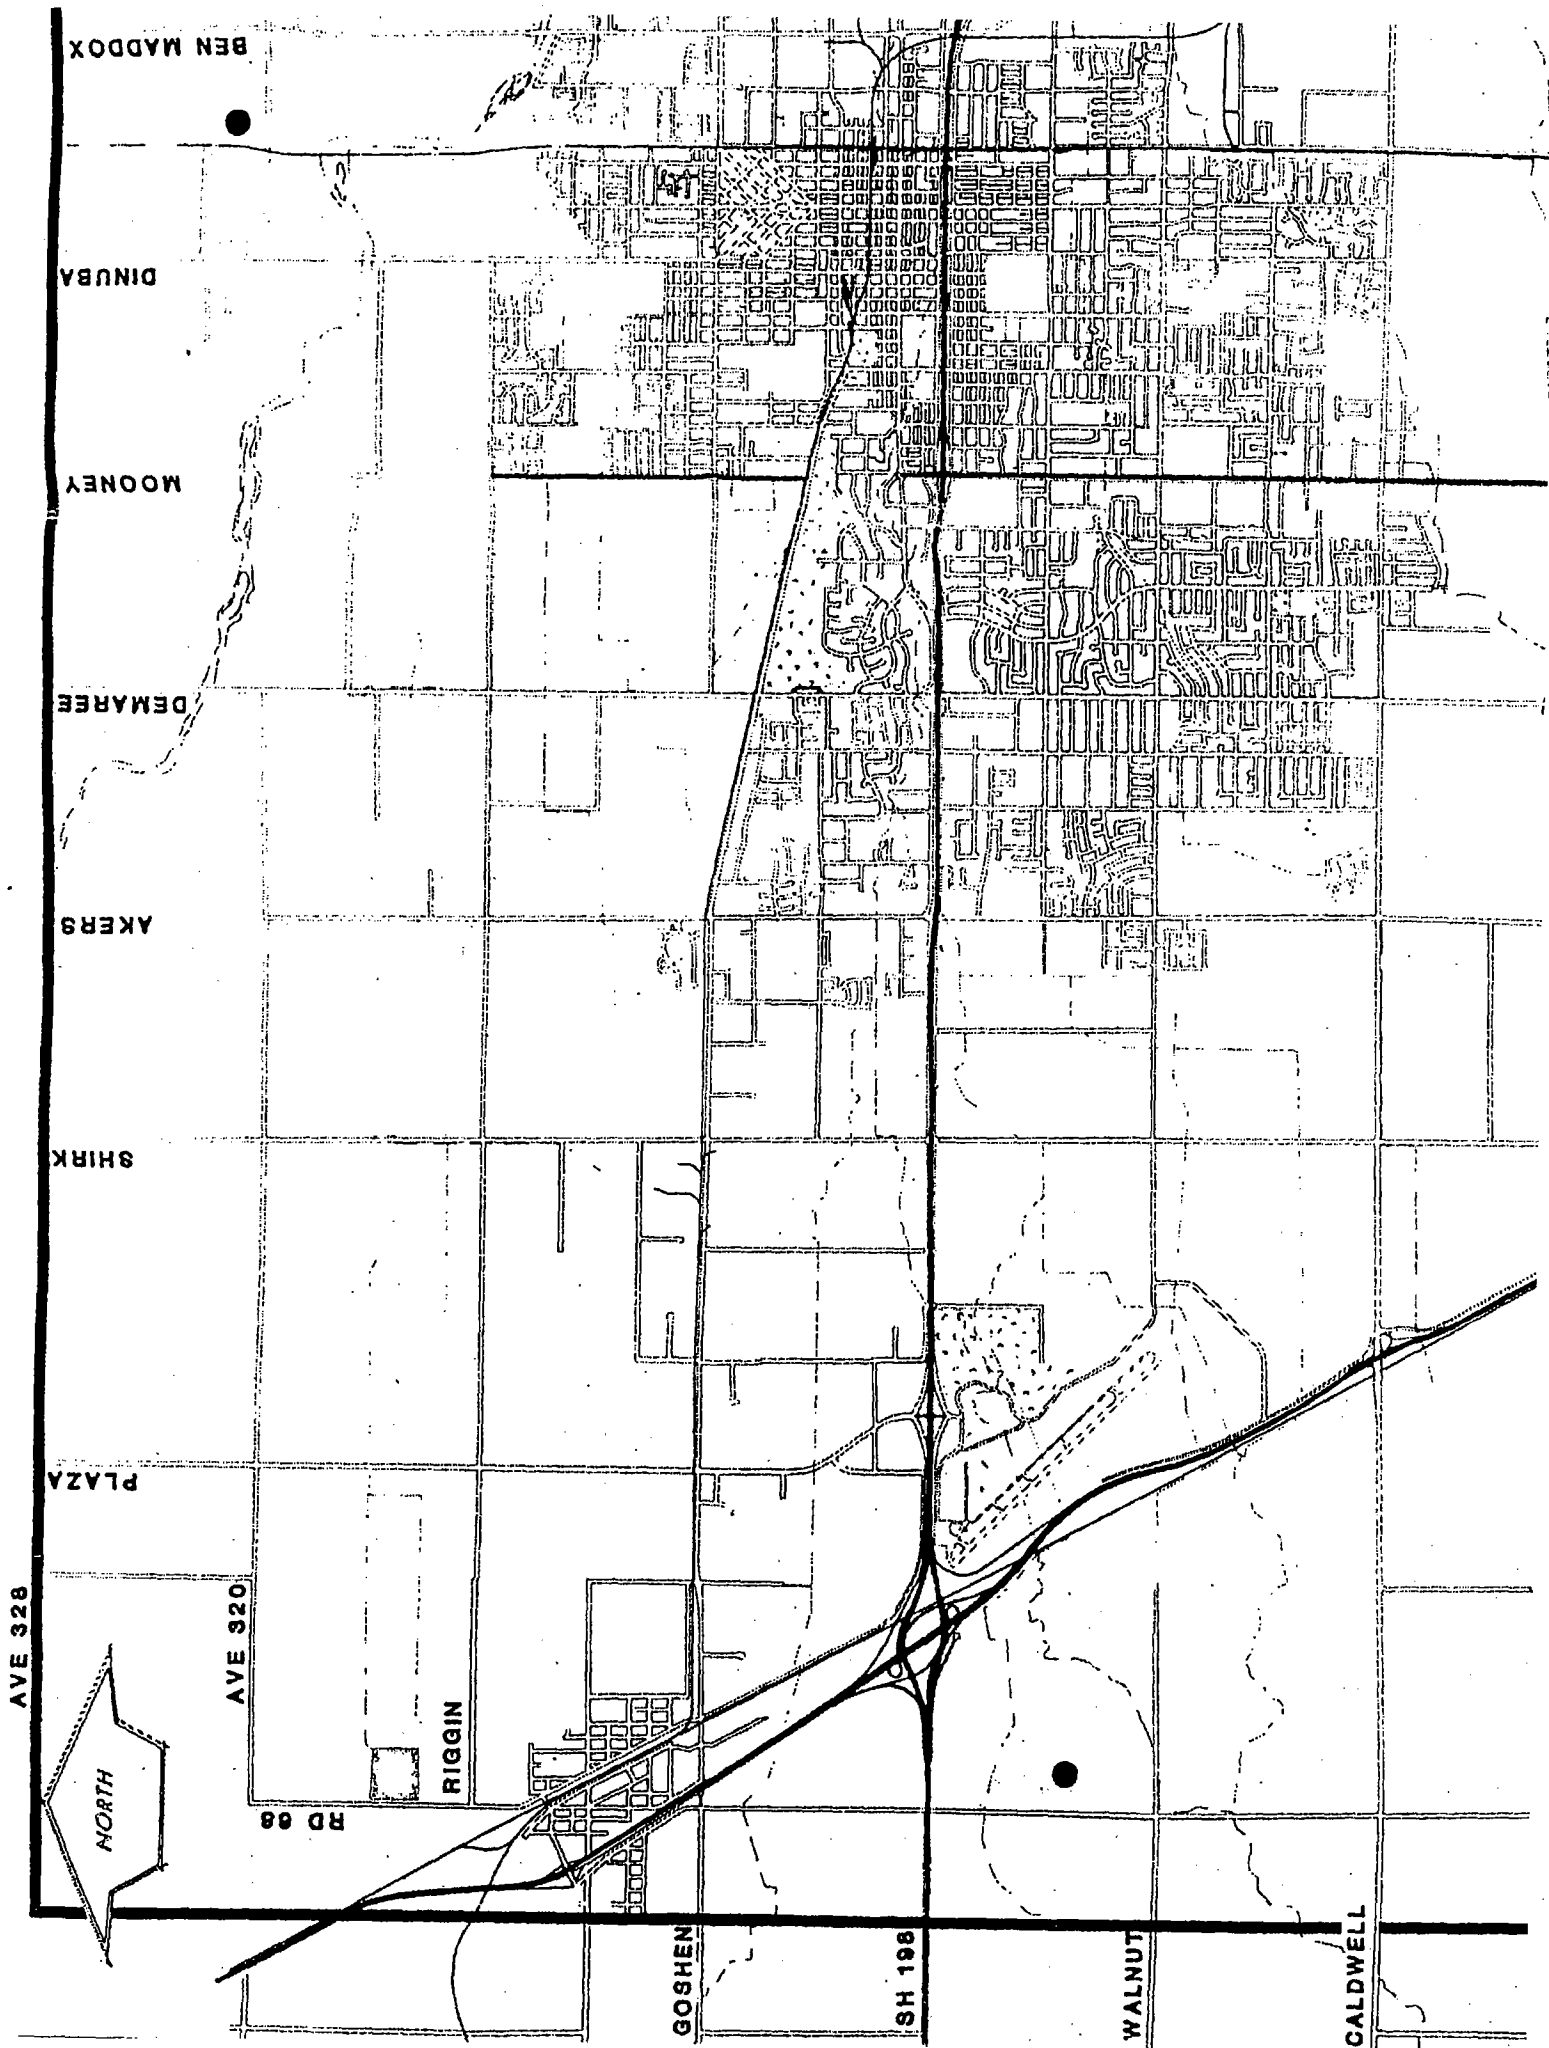 BEN MADDOX
DINUBA
MOONEY
DEMAREE
AKERS
SHIRK
PLAZA
AVE 328
AVE 320
RIGGIN
RD 68
NORTH
GOSHEN
SH 198
WALNUT
CALDWELL